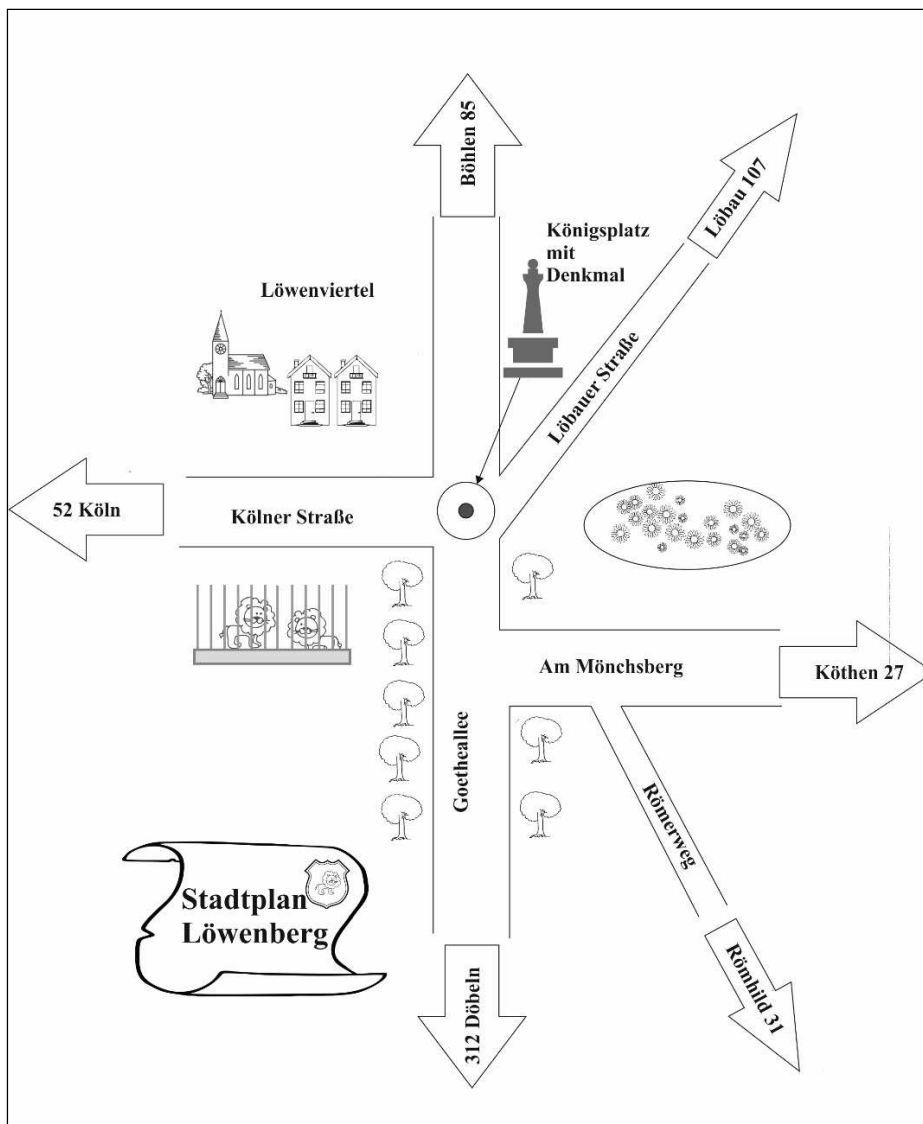 Böhlen 85
Löbau 107
Königsplatz
mit
Denkmal
Löwenviertel
Löbauer Straße
52 Köln
Kölner Straße
Am Mönchsberg
Köthen 27
Goetheallee
Römerweg
Stadtplan
Löwenberg
312 Döbeln
Römhild 31